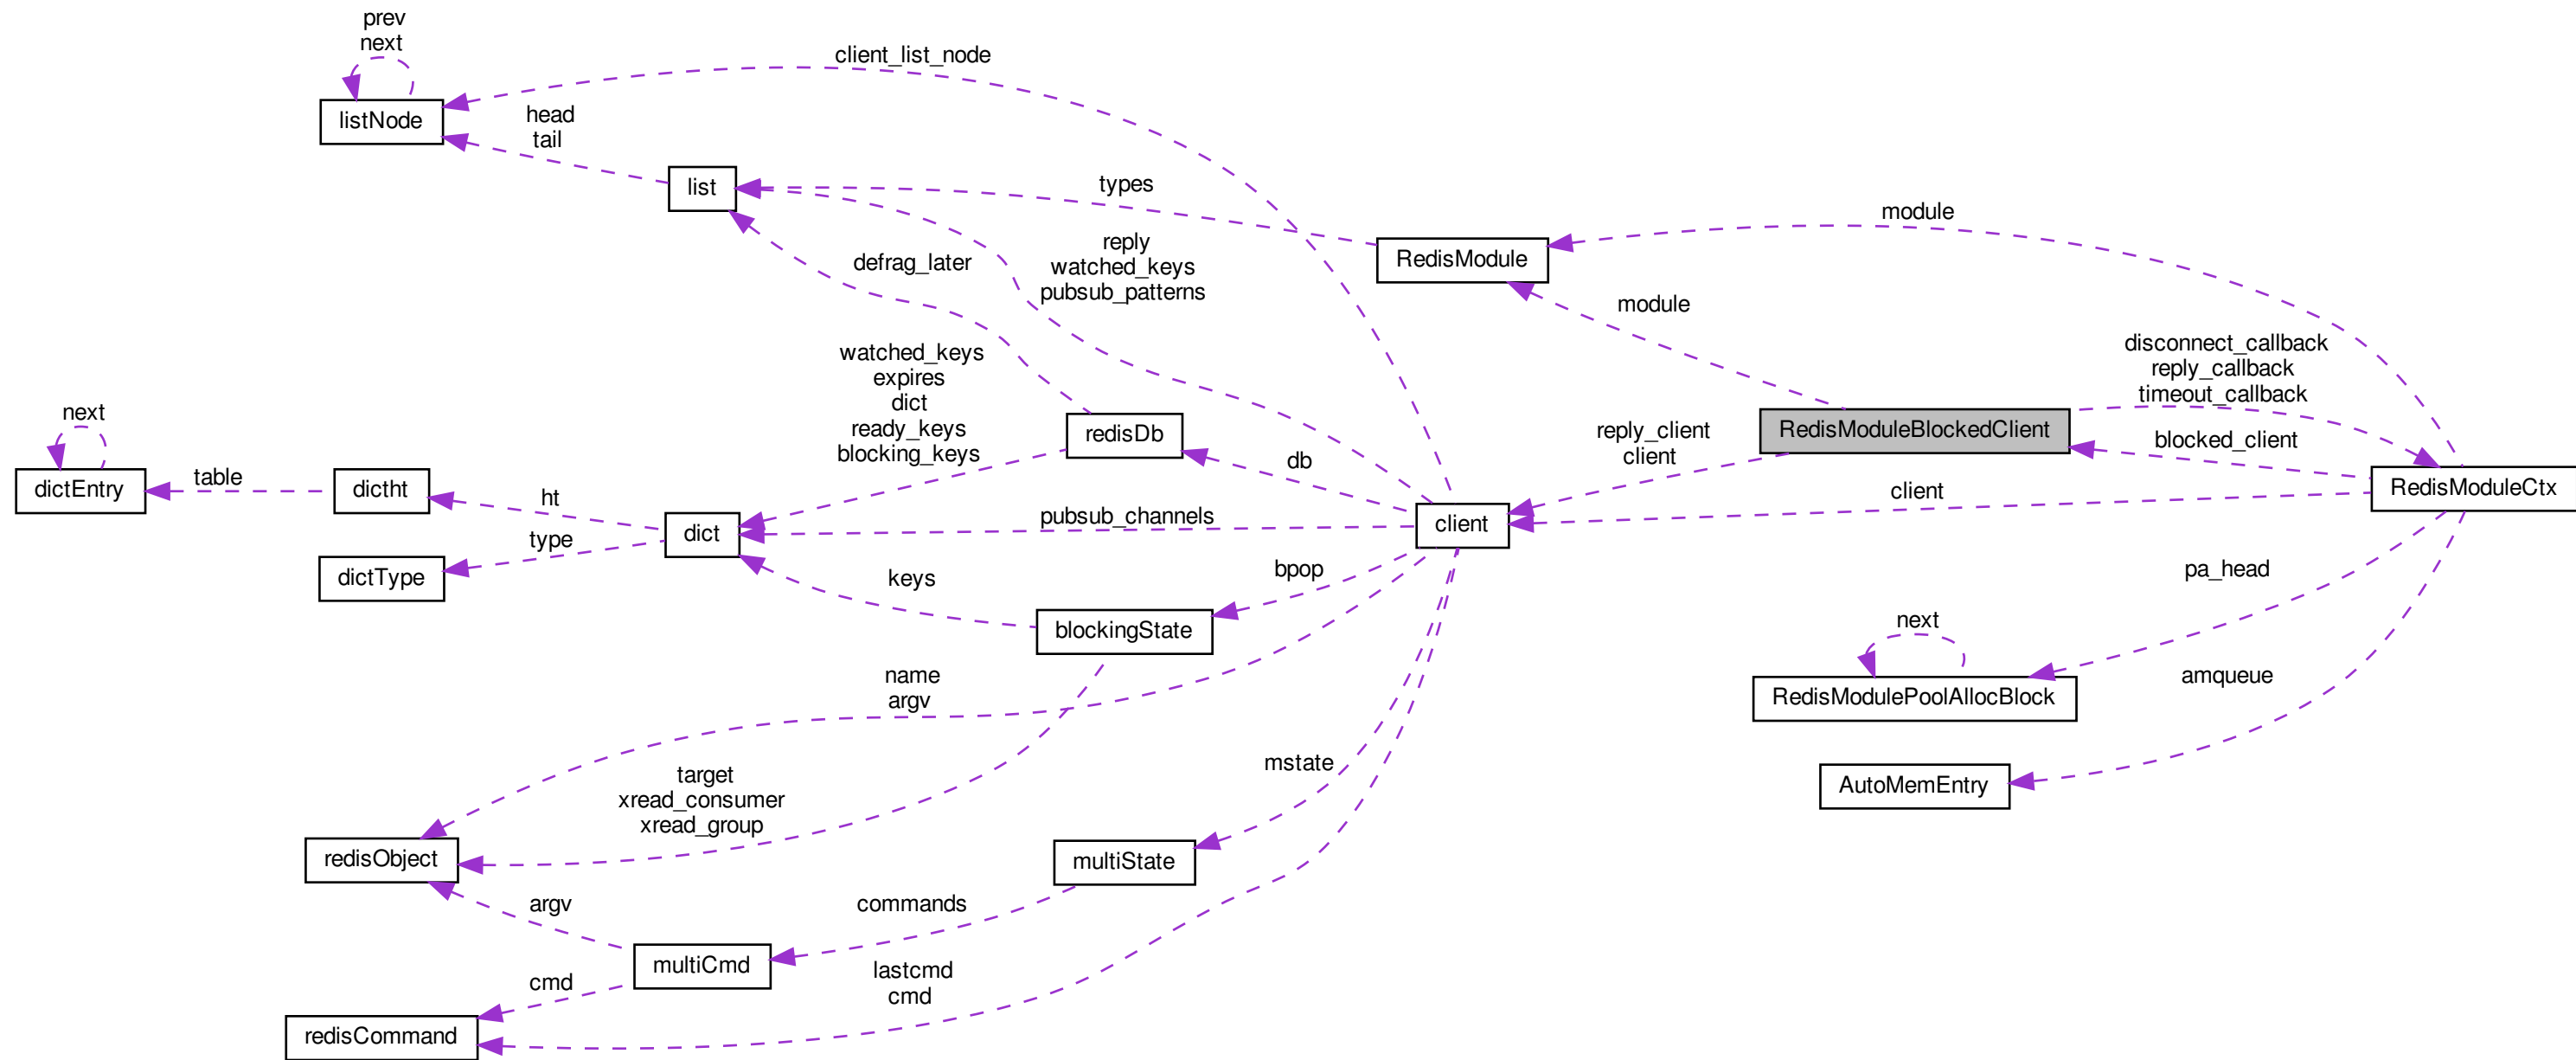 prev
next
client_list_node
listNode
head
tail
list
types
module
reply
watched_keys
pubsub_patterns
RedisModule
defrag_later
module
watched_keys
expires
dict
ready_keys
blocking_keys
disconnect_callback
reply_callback
timeout_callback
next
redisDb
reply_client
client
RedisModuleBlockedClient
blocked_client
db
dictEntry
table
dictht
ht
client
RedisModuleCtx
pubsub_channels
client
dict
type
dictType
keys
bpop
pa_head
blockingState
next
name
argv
RedisModulePoolAllocBlock
amqueue
target
xread_consumer
xread_group
mstate
AutoMemEntry
redisObject
multiState
argv
commands
multiCmd
cmd
lastcmd
cmd
redisCommand